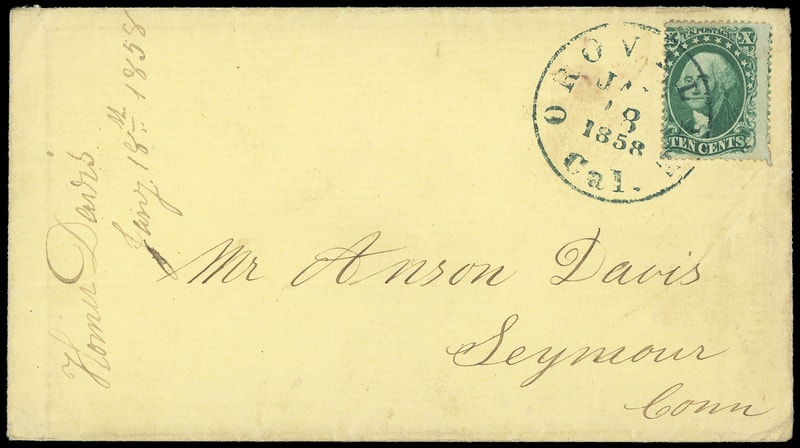 OROVILLE
JAN
18
1858
Cal.
U.S. POSTAGE
X X
TEN CENTS
Homer Davis
Jany. 18th 1858
Mr Anson Davis
Seymour
Conn